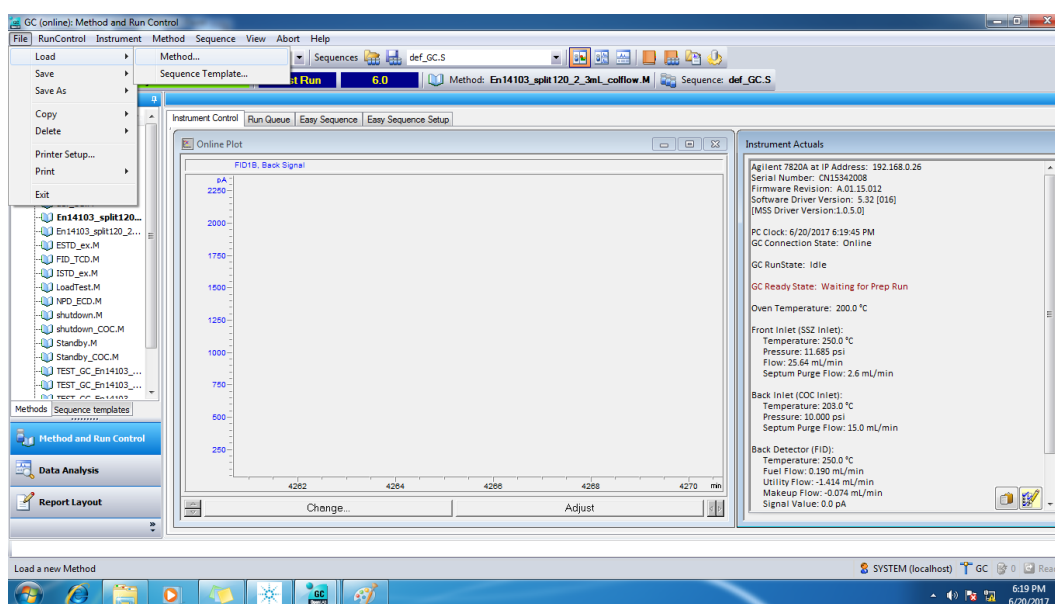 GC (online): Method and Run Control
File RunControl Instrument Method Sequence View Abort Help
Load
Save
Save As
Copy
Delete
Printer Setup...
Print
Exit
Method...
Sequence Template...
Sequences def_GC.S
Run 6.0 Method: En14103_split120_2_3mL_colflow.M Sequence: def_GC.S
Instrument Control Run Queue Easy Sequence Easy Sequence Setup
En14103_split120...
En14103_split120_2...
ESTD_ex.M
FID_TCD.M
ISTD_ex.M
LoadTest.M
NPD_ECD.M
shutdown.M
shutdown_COC.M
Standby.M
Standby_COC.M
TEST_GC_En14103_...
TEST_GC_En14103_...
Methods Sequence templates
Method and Run Control
Data Analysis
Report Layout
Online Plot
FID1B, Back Signal
pA
2250
2000
1750
1500
1250
1000
750
500
250
4262 4264 4266 4268 4270 min
Change... Adjust
Instrument Actuals
Agilent 7820A at IP Address: 192.168.0.26
Serial Number: CN15342008
Firmware Revision: A.01.15.012
Software Driver Version: 5.32 [016]
[MSS Driver Version:1.0.5.0]
PC Clock: 6/20/2017 6:19:45 PM
GC Connection State: Online
GC RunState: Idle
GC Ready State: Waiting for Prep Run
Oven Temperature: 200.0 °C
Front Inlet (SSZ Inlet):
Temperature: 250.0 °C
Pressure: 11.685 psi
Flow: 25.64 mL/min
Septum Purge Flow: 2.6 mL/min
Back Inlet (COC Inlet):
Temperature: 203.0 °C
Pressure: 10.000 psi
Septum Purge Flow: 15.0 mL/min
Back Detector (FID):
Temperature: 250.0 °C
Fuel Flow: 0.190 mL/min
Utility Flow: -1.414 mL/min
Makeup Flow: -0.074 mL/min
Signal Value: 0.0 pA
Load a new Method
SYSTEM (localhost) GC 0 Rea
GC
6:19 PM
6/20/2017